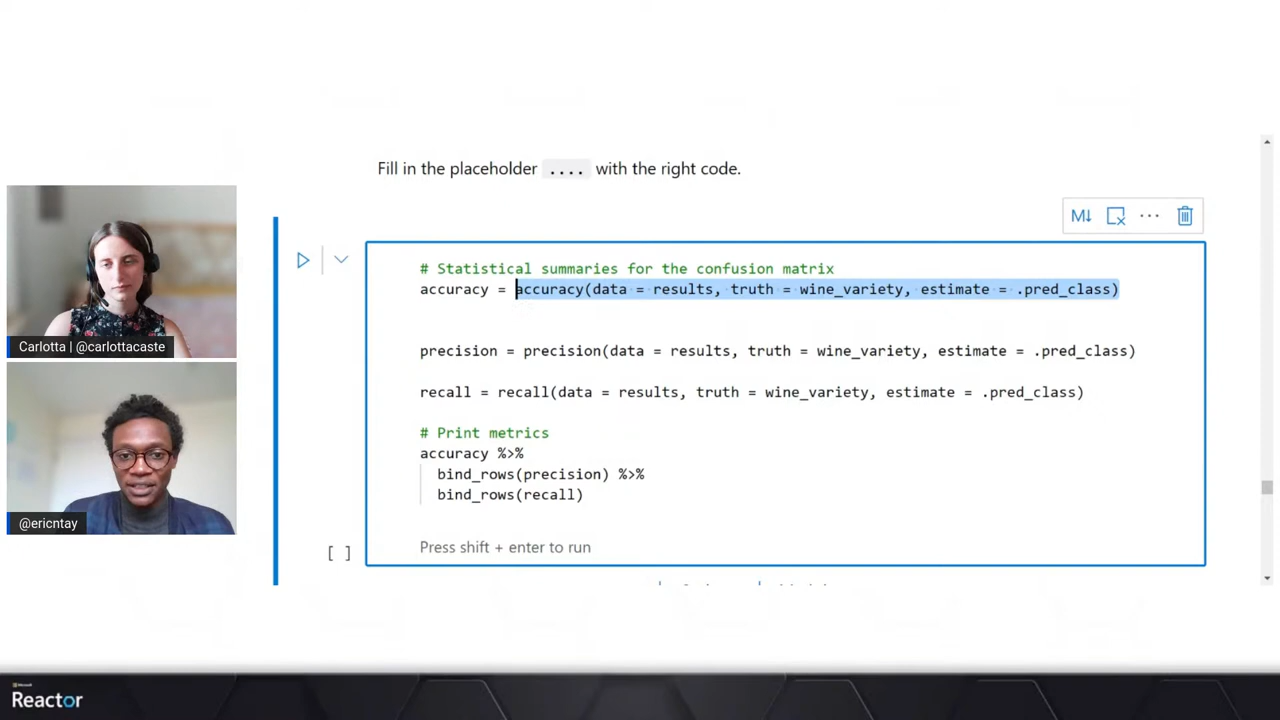 Fill in the placeholder .... with the right code.
M↓
# Statistical summaries for the confusion matrix
accuracy = accuracy(data = results, truth = wine_variety, estimate = .pred_class)
precision = precision(data = results, truth = wine_variety, estimate = .pred_class)
recall = recall(data = results, truth = wine_variety, estimate = .pred_class)
# Print metrics
accuracy %>%
bind_rows(precision) %>%
bind_rows(recall)
Press shift + enter to run
[ ]
Carlotta | @carlottacaste
@ericntay
Microsoft
Reactor